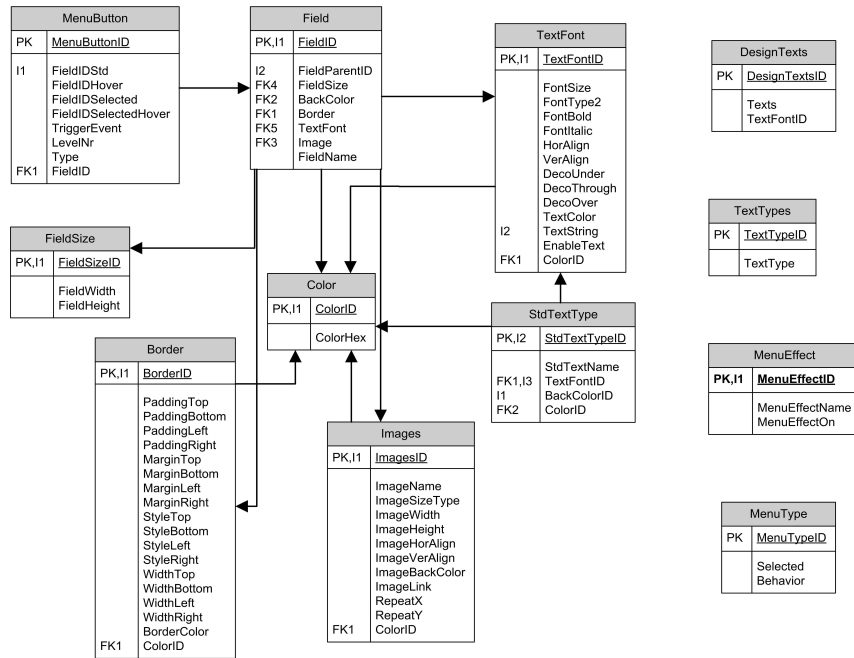 MenuButton
PK MenuButtonID
I1 FieldIDStd
FieldIDHover
FieldIDSelected
FieldIDSelectedHover
TriggerEvent
LevelNr
Type
FK1 FieldID
Field
PK,I1 FieldID
I2 FieldParentID
FK4 FieldSize
FK2 BackColor
FK1 Border
FK5 TextFont
FK3 Image
FieldName
TextFont
PK,I1 TextFontID
FontSize
FontType2
FontBold
FontItalic
HorAlign
VerAlign
DecoUnder
DecoThrough
DecoOver
TextColor
I2 TextString
EnableText
FK1 ColorID
DesignTexts
PK DesignTextsID
Texts
TextFontID
TextTypes
PK TextTypeID
TextType
FieldSize
PK,I1 FieldSizeID
FieldWidth
FieldHeight
Color
PK,I1 ColorID
ColorHex
StdTextType
PK,I2 StdTextTypeID
StdTextName
FK1,I3 TextFontID
I1 BackColorID
FK2 ColorID
MenuEffect
PK,I1 MenuEffectID
MenuEffectName
MenuEffectOn
Border
PK,I1 BorderID
PaddingTop
PaddingBottom
PaddingLeft
PaddingRight
MarginTop
MarginBottom
MarginLeft
MarginRight
StyleTop
StyleBottom
StyleLeft
StyleRight
WidthTop
WidthBottom
WidthLeft
WidthRight
BorderColor
FK1 ColorID
Images
PK,I1 ImagesID
ImageName
ImageSizeType
ImageWidth
ImageHeight
ImageHorAlign
ImageVerAlign
ImageBackColor
ImageLink
RepeatX
RepeatY
FK1 ColorID
MenuType
PK MenuTypeID
Selected
Behavior